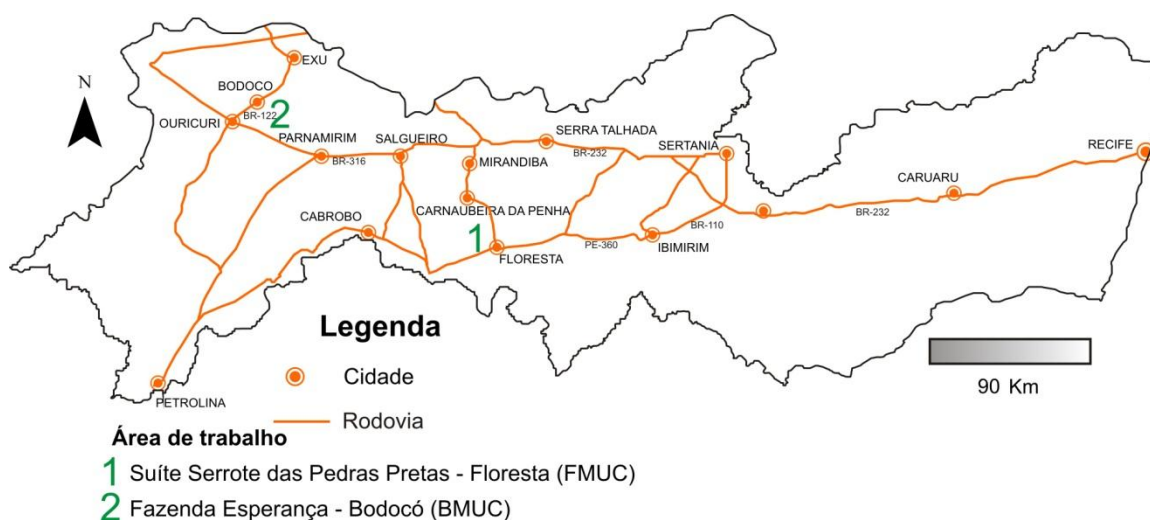 EXU
N
BODOCO
BR-122
2
OURICURI
PARNAMIRIM
SALGUEIRO
SERRA TALHADA
SERTANIA
RECIFE
BR-316
BR-232
MIRANDIBA
CARUARU
CARNAUBEIRA DA PENHA
BR-232
CABROBO
1
BR-110
PE-360
FLORESTA
IBIMIRIM
Legenda
Cidade
90 Km
PETROLINA
Rodovia
Área de trabalho
1 Suíte Serrote das Pedras Pretas - Floresta (FMUC)
2 Fazenda Esperança - Bodocó (BMUC)